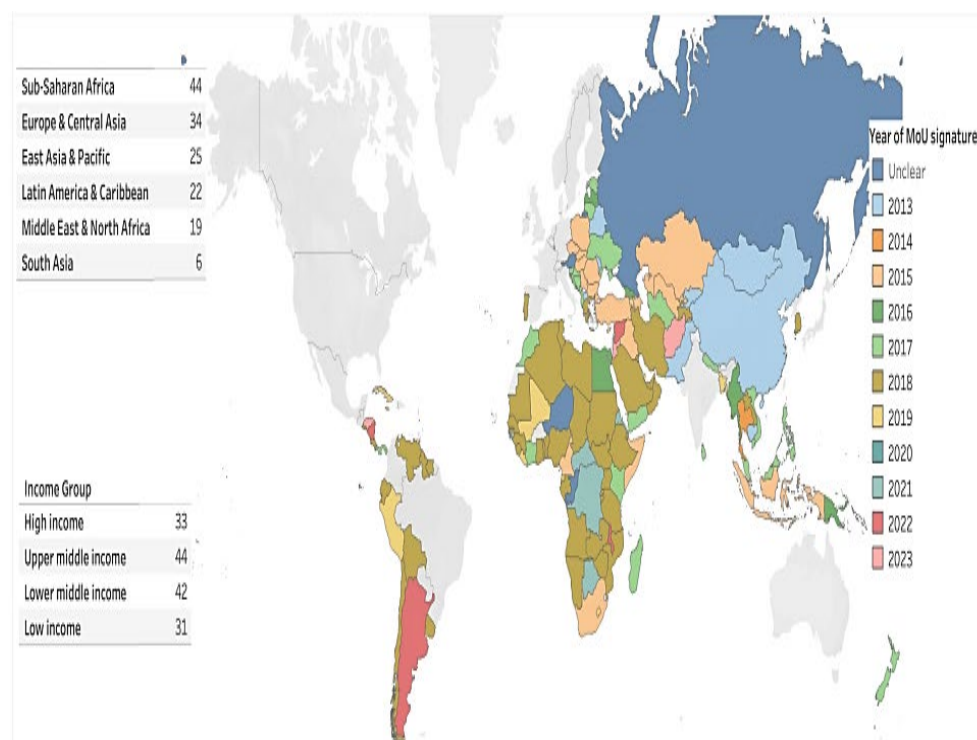 Sub-Saharan Africa 44
Europe & Central Asia 34
East Asia & Pacific 25
Latin America & Caribbean 22
Middle East & North Africa 19
South Asia 6
Income Group
High income 33
Upper middle income 44
Lower middle income 42
Low income 31
Year of MoU signature
Unclear
2013
2014
2015
2016
2017
2018
2019
2020
2021
2022
2023